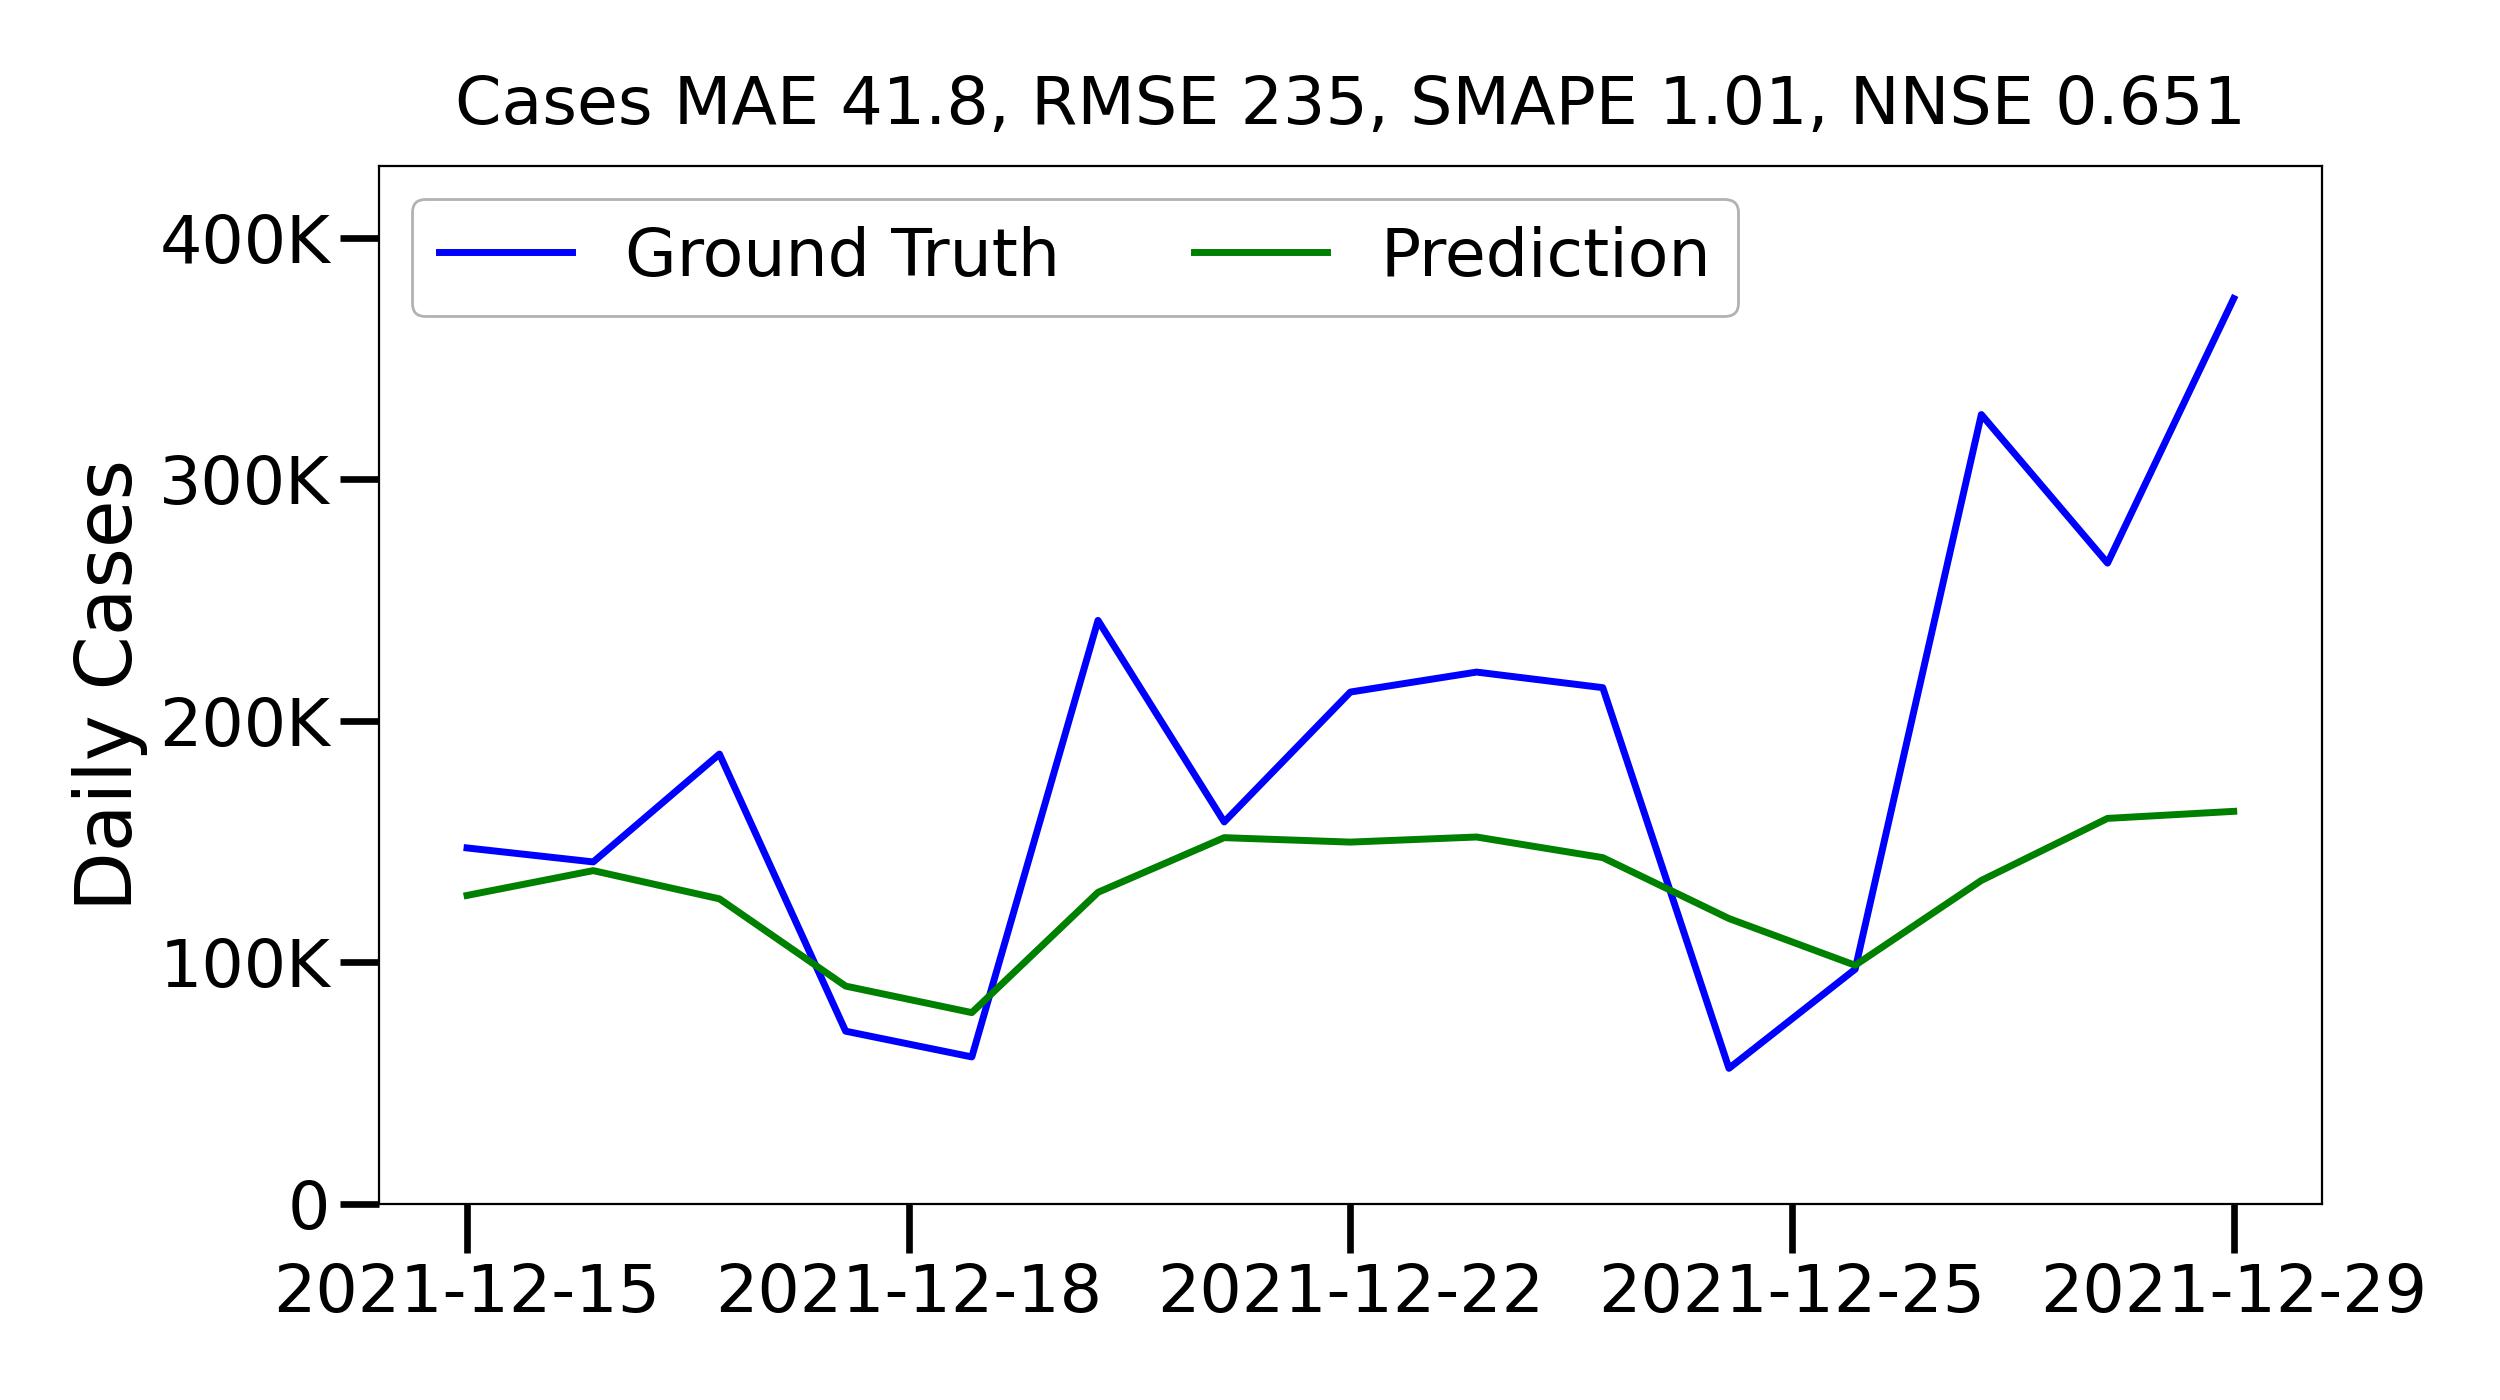 Cases MAE 41.8, RMSE 235, SMAPE 1.01, NNSE 0.651
Ground Truth Prediction
Daily Cases
400K
300K
200K
100K
0
2021-12-15 2021-12-18 2021-12-22 2021-12-25 2021-12-29